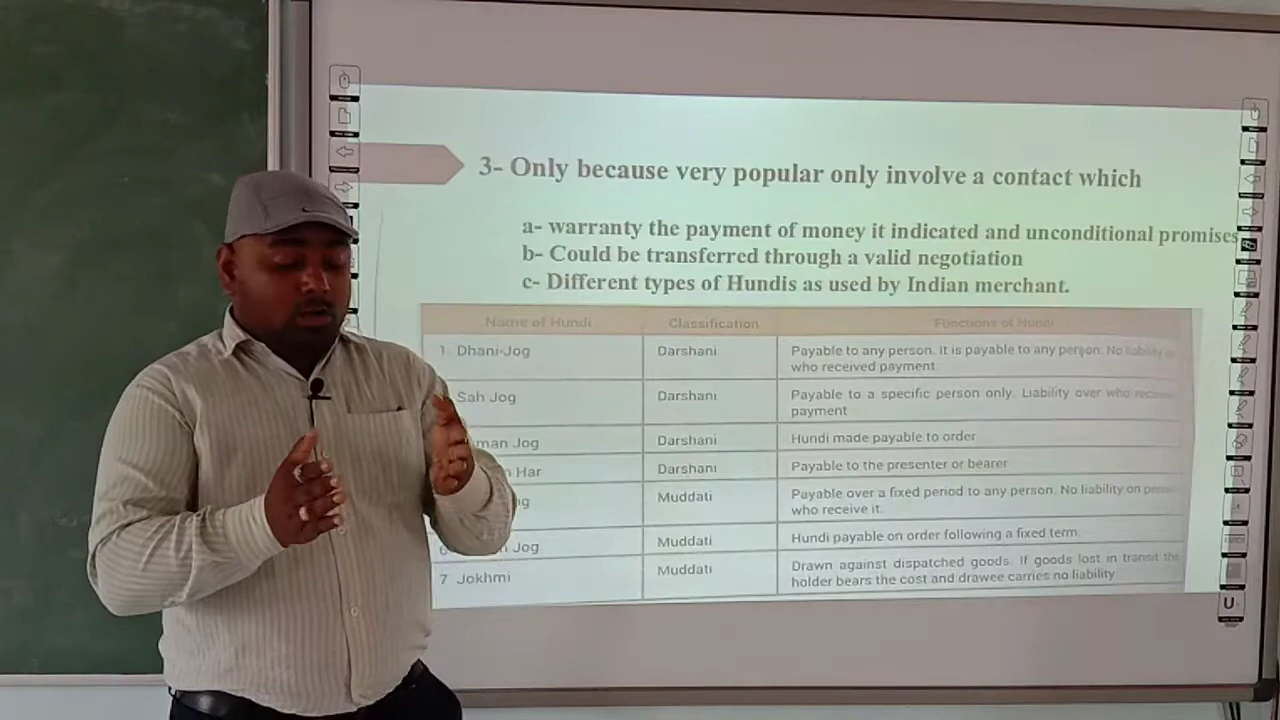 3- Only because very popular only involve a contact which
a- warranty the payment of money it indicated and unconditional promises
b- Could be transferred through a valid negotiation
c- Different types of Hundis as used by Indian merchant.
Name of Hundi Classification Functions of Hundi
1. Dhani-Jog Darshani Payable to any person. It is payable to any person. No liability
who received payment
Sah Jog Darshani Payable to a specific person only. Liability over who
payment
man Jog Darshani Hundi made payable to order
Har Darshani Payable to the presenter or bearer
Muddati Payable over a fixed period to any person. No liability on
who receive it.
Jog Muddati Hundi payable on order following a fixed term.
7 Jokhmi Muddati Drawn against dispatched goods. If goods lost in transit the
holder bears the cost and drawee carries no liability